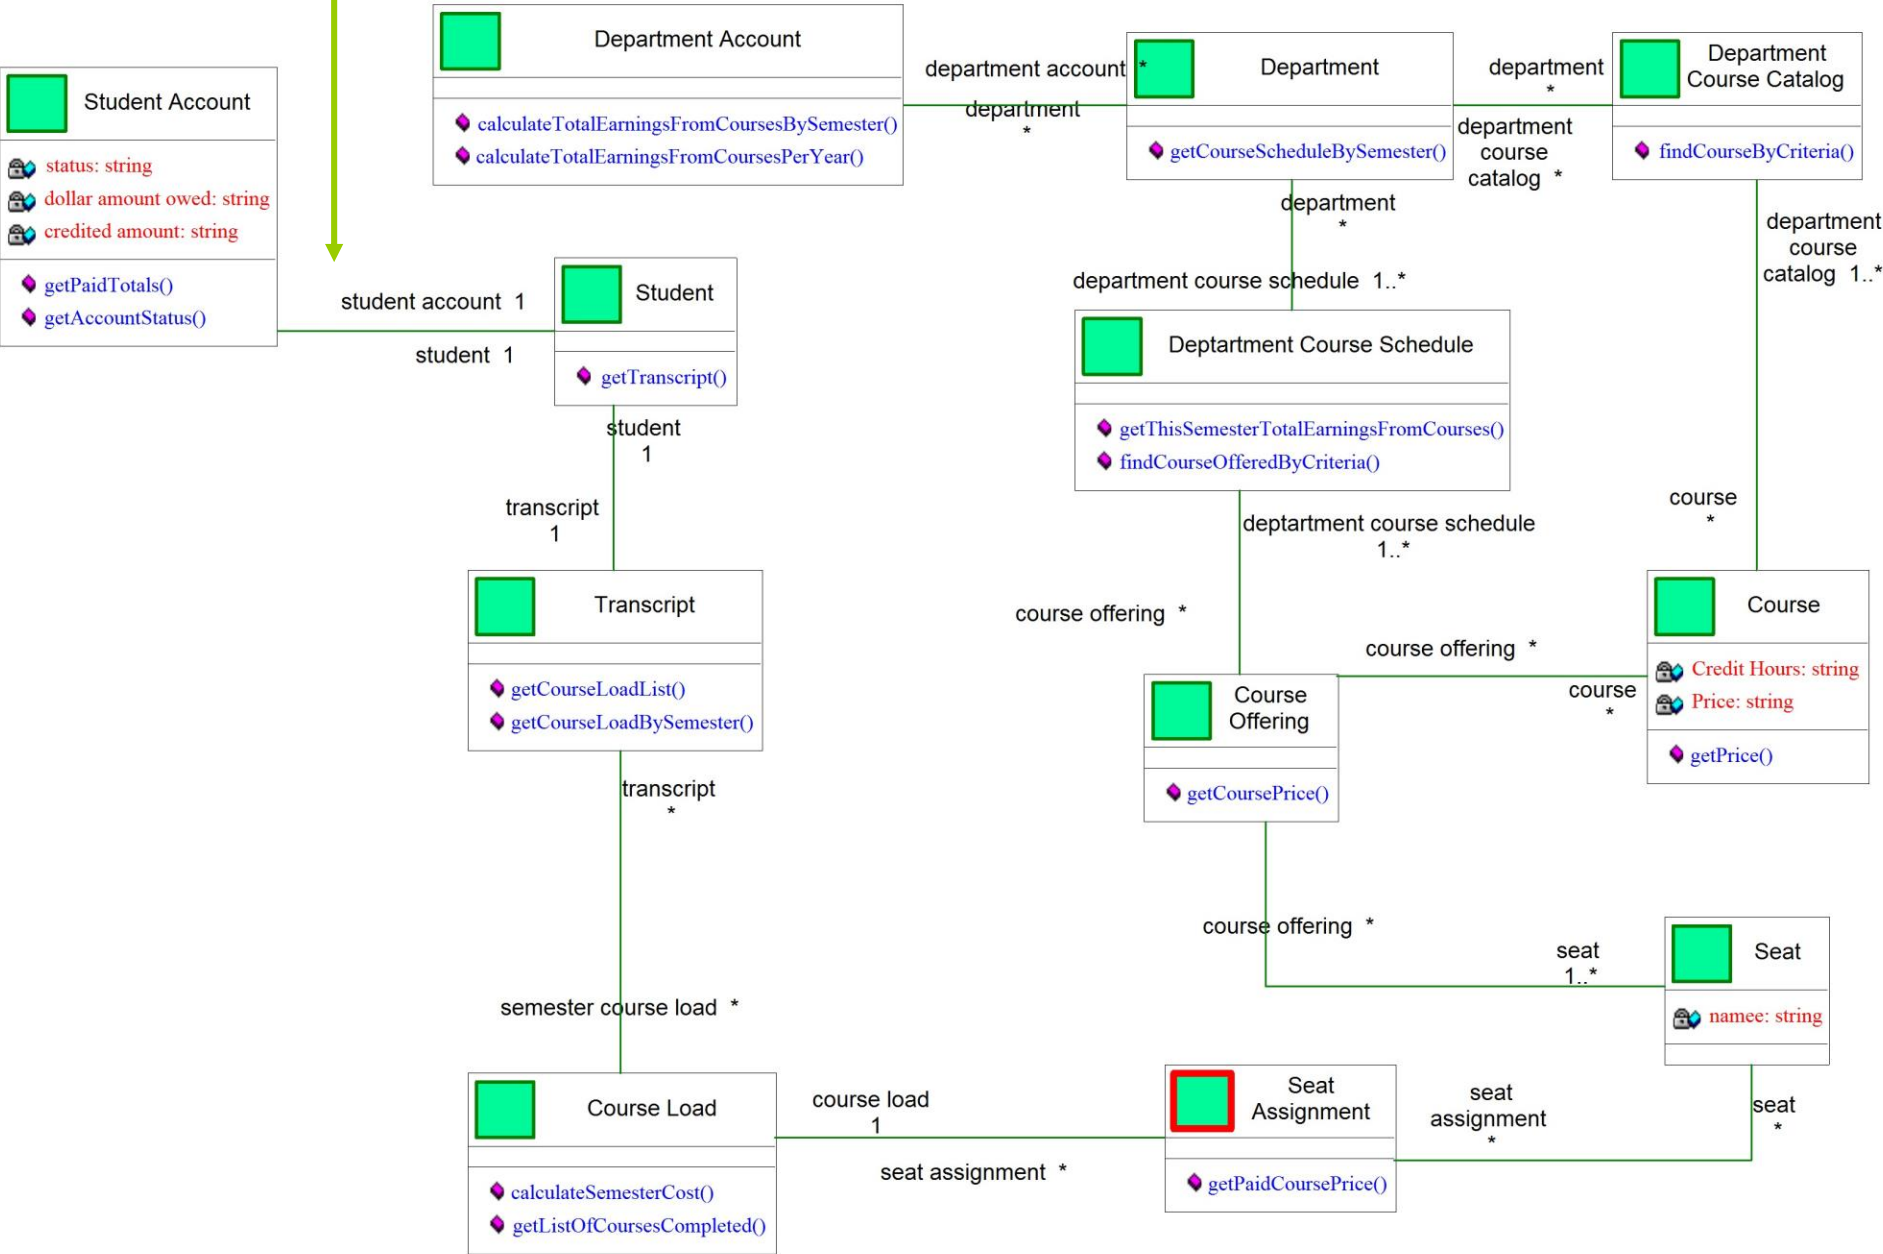 Department Account
calculateTotalEarningsFromCoursesBySemester()
calculateTotalEarningsFromCoursesPerYear()
department account *
department
*
Department
getCourseScheduleBySemester()
department
*
department
course
catalog *
Department
Course Catalog
findCourseByCriteria()
Student Account
status: string
dollar amount owed: string
credited amount: string
getPaidTotals()
getAccountStatus()
student account 1
student 1
Student
getTranscript()
department
*
department course schedule 1..*
department
course
catalog 1..*
Deptartment Course Schedule
getThisSemesterTotalEarningsFromCourses()
findCourseOfferedByCriteria()
student
1
transcript
1
deptartment course schedule
1..*
course
*
Transcript
getCourseLoadList()
getCourseLoadBySemester()
course offering *
course offering *
course
*
Course
Credit Hours: string
Price: string
getPrice()
Course
Offering
getCoursePrice()
transcript
*
course offering *
seat
1..*
Seat
namee: string
semester course load *
Course Load
calculateSemesterCost()
getListOfCoursesCompleted()
course load
1
seat assignment *
Seat
Assignment
getPaidCoursePrice()
seat
assignment
*
seat
*